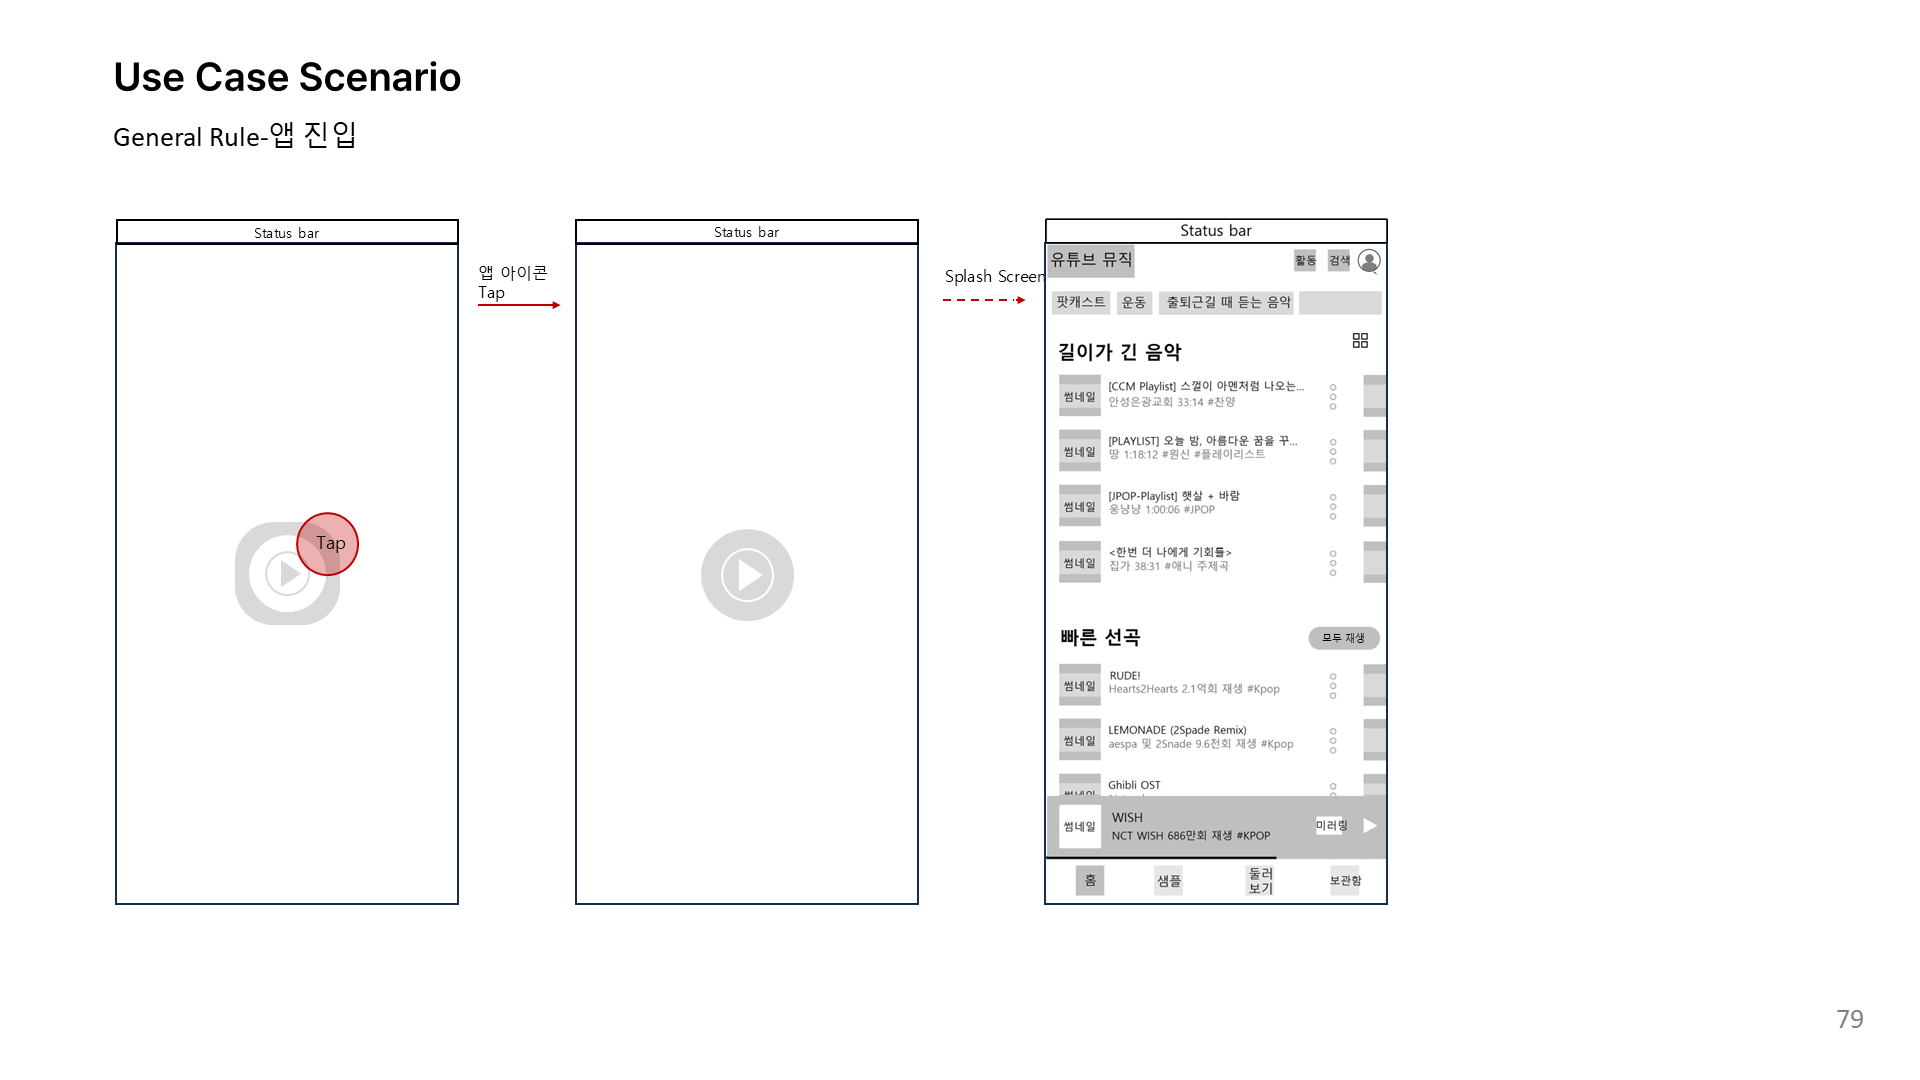 Use Case Scenario
General Rule-앱 진입
Status bar
Tap
앱 아이콘
Tap
Status bar
Splash Screen
Status bar
유튜브 뮤직
활동
검색
팟캐스트
운동
출퇴근길 때 듣는 음악
길이가 긴 음악
썸네일
[CCM Playlist] 스껄이 아멘처럼 나오는...
안성은광교회 33:14 #찬양
썸네일
[PLAYLIST] 오늘 밤, 아름다운 꿈을 꾸...
땅 1:18:12 #원신 #플레이리스트
썸네일
[JPOP-Playlist] 햇살 + 바람
웅냥냥 1:00:06 #JPOP
썸네일
<한번 더 나에게 기회를>
집가 38:31 #애니 주제곡
빠른 선곡
모두 재생
썸네일
RUDE!
Hearts2Hearts 2.1억회 재생 #Kpop
썸네일
LEMONADE (2Spade Remix)
aespa 및 2Snade 9.6천회 재생 #Kpop
Ghibli OST
썸네일
WISH
NCT WISH 686만회 재생 #KPOP
미러링
홈
샘플
둘러
보기
보관함
79